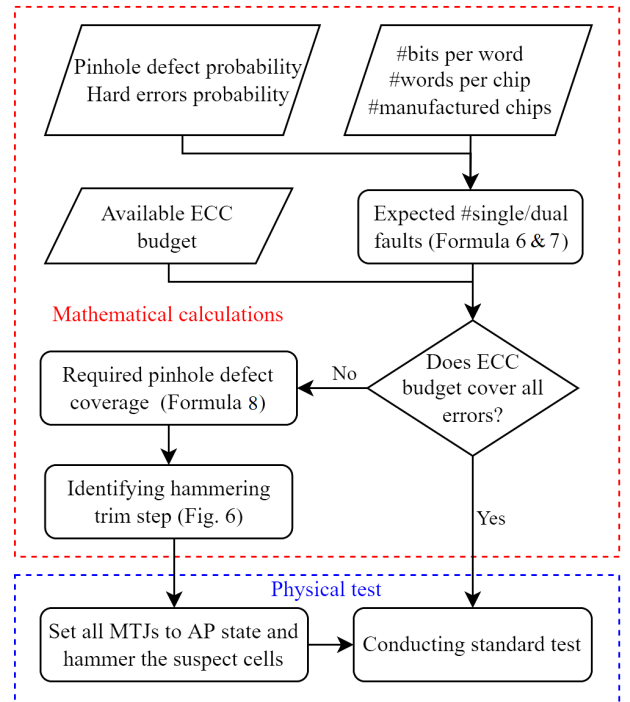 Pinhole defect probability
Hard errors probability
#bits per word
#words per chip
#manufactured chips
Available ECC
budget
Expected #single/dual
faults (Formula 6 & 7)
Mathematical calculations
Does ECC
budget cover all
errors?
No
Required pinhole defect
coverage (Formula 8)
Identifying hammering
trim step (Fig. 6)
Yes
Physical test
Set all MTJs to AP state and
hammer the suspect cells
Conducting standard test